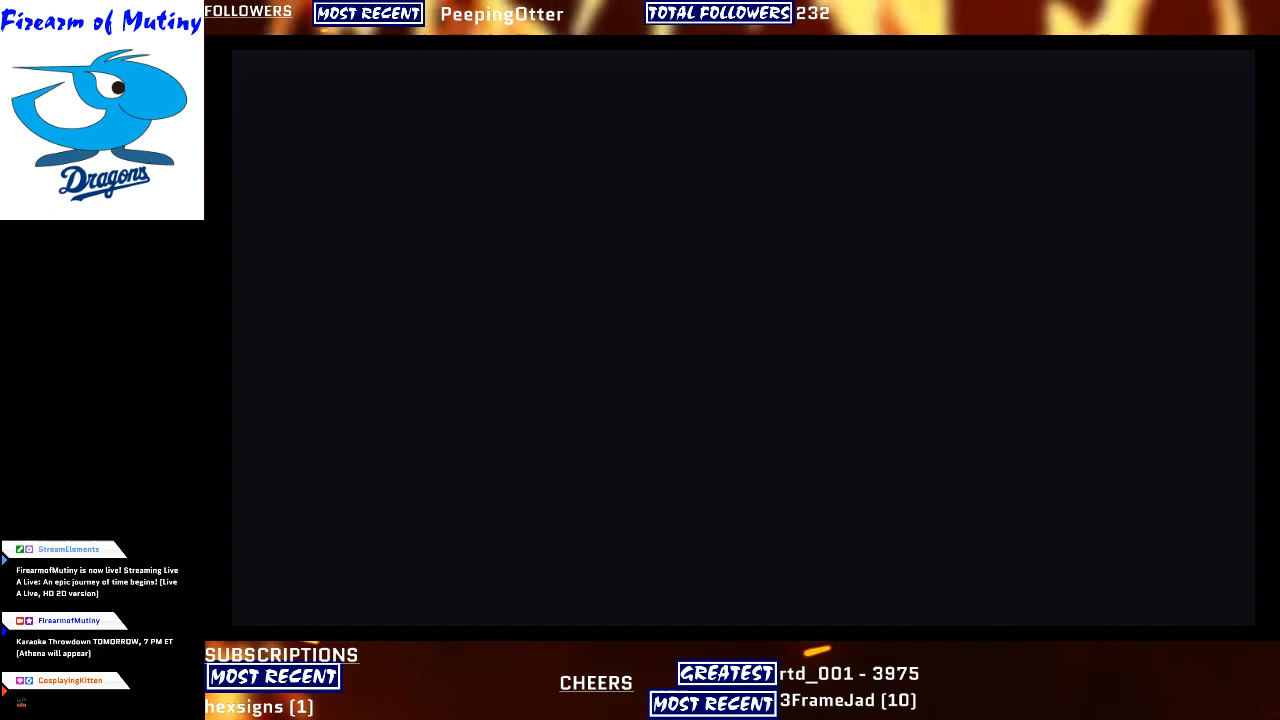 Firearm of Mutiny
Dragons
FOLLOWERS
MOST RECENT
PeepingOtter
TOTAL FOLLOWERS
232
StreamElements
FirearmofMutiny is now live! Streaming Live
A Live: An epic journey of time begins! [Live
A Live, HD 2D version]
FirearmofMutiny
Karaoke Throwdown TOMORROW, 7 PM ET
(Athena will appear)
CosplayingKitten
SUBSCRIPTIONS
MOST RECENT
hexsigns (1)
CHEERS
GREATEST
rtd_001 - 3975
MOST RECENT
3FrameJad (10)